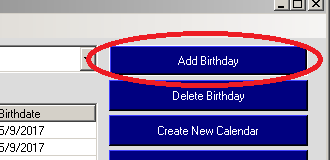 Add Birthday
Delete Birthday
Birthdate
5/9/2017
Create New Calendar
5/9/2017